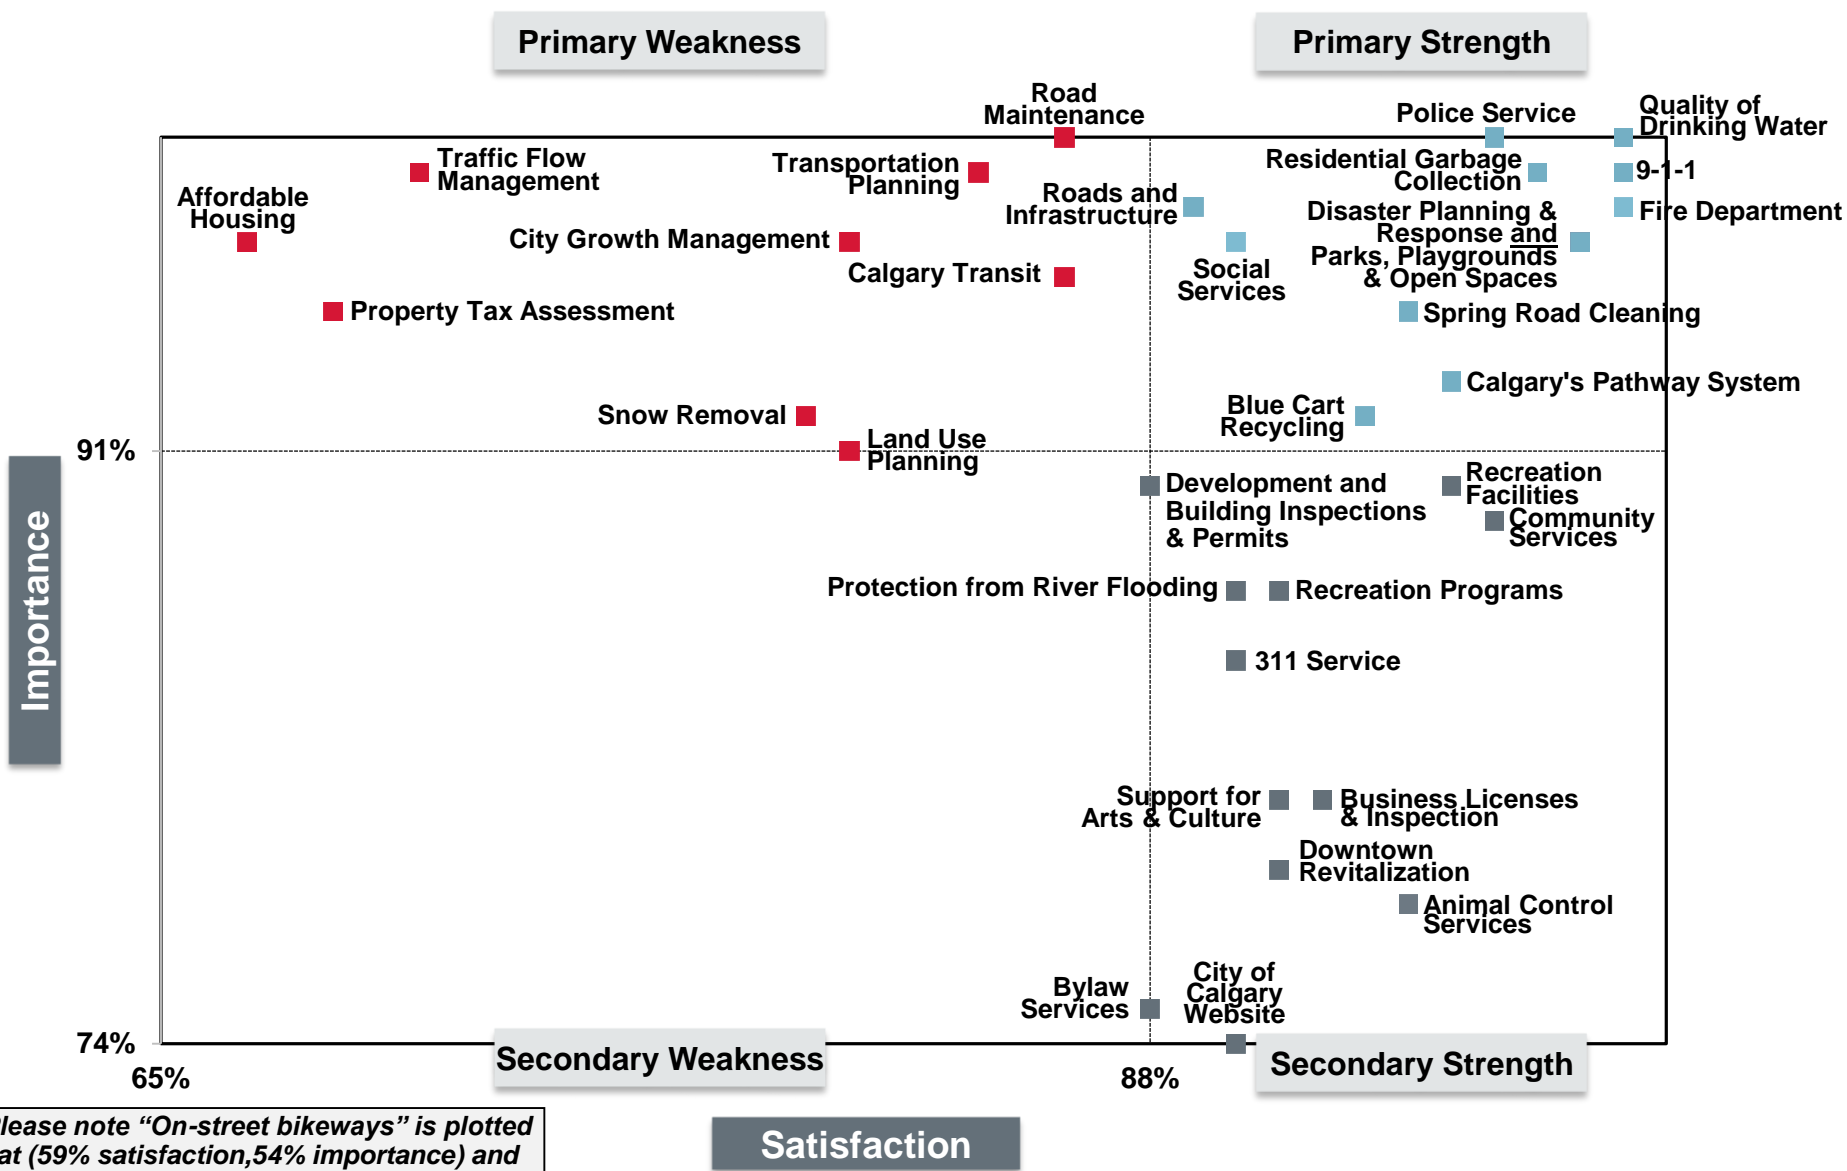 Primary Weakness
Primary Strength
Road
Maintenance
Police Service
Quality of
Drinking Water
Traffic Flow
Management
Transportation
Planning
Residential Garbage
Collection
9-1-1
Affordable
Housing
Roads and
Infrastructure
Disaster Planning &
Response and
Parks, Playgrounds
& Open Spaces
Fire Department
City Growth Management
Social
Services
Calgary Transit
Property Tax Assessment
Spring Road Cleaning
Calgary's Pathway System
Snow Removal
Blue Cart
Recycling
91%
Land Use
Planning
Development and
Building Inspections
& Permits
Recreation
Facilities
Community
Services
Importance
Protection from River Flooding
Recreation Programs
311 Service
Support for
Arts & Culture
Business Licenses
& Inspection
Downtown
Revitalization
Animal Control
Services
Bylaw
Services
City of
Calgary
Website
74%
Secondary Weakness
Secondary Strength
65%
88%
lease note “On-street bikeways” is plotted
at (59% satisfaction,54% importance) and
Satisfaction